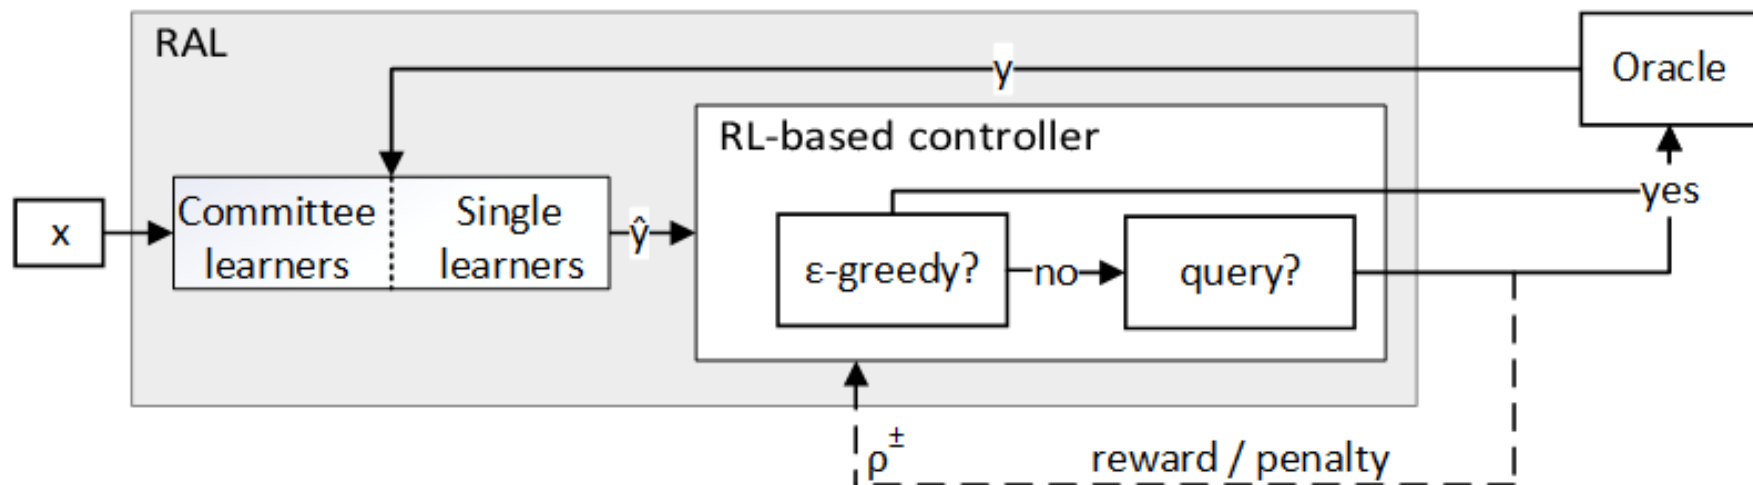 RAL
y
Oracle
RL-based controller
x
Committee
learners
Single
learners
ŷ
ε-greedy?
no
query?
yes
ρ±
reward / penalty